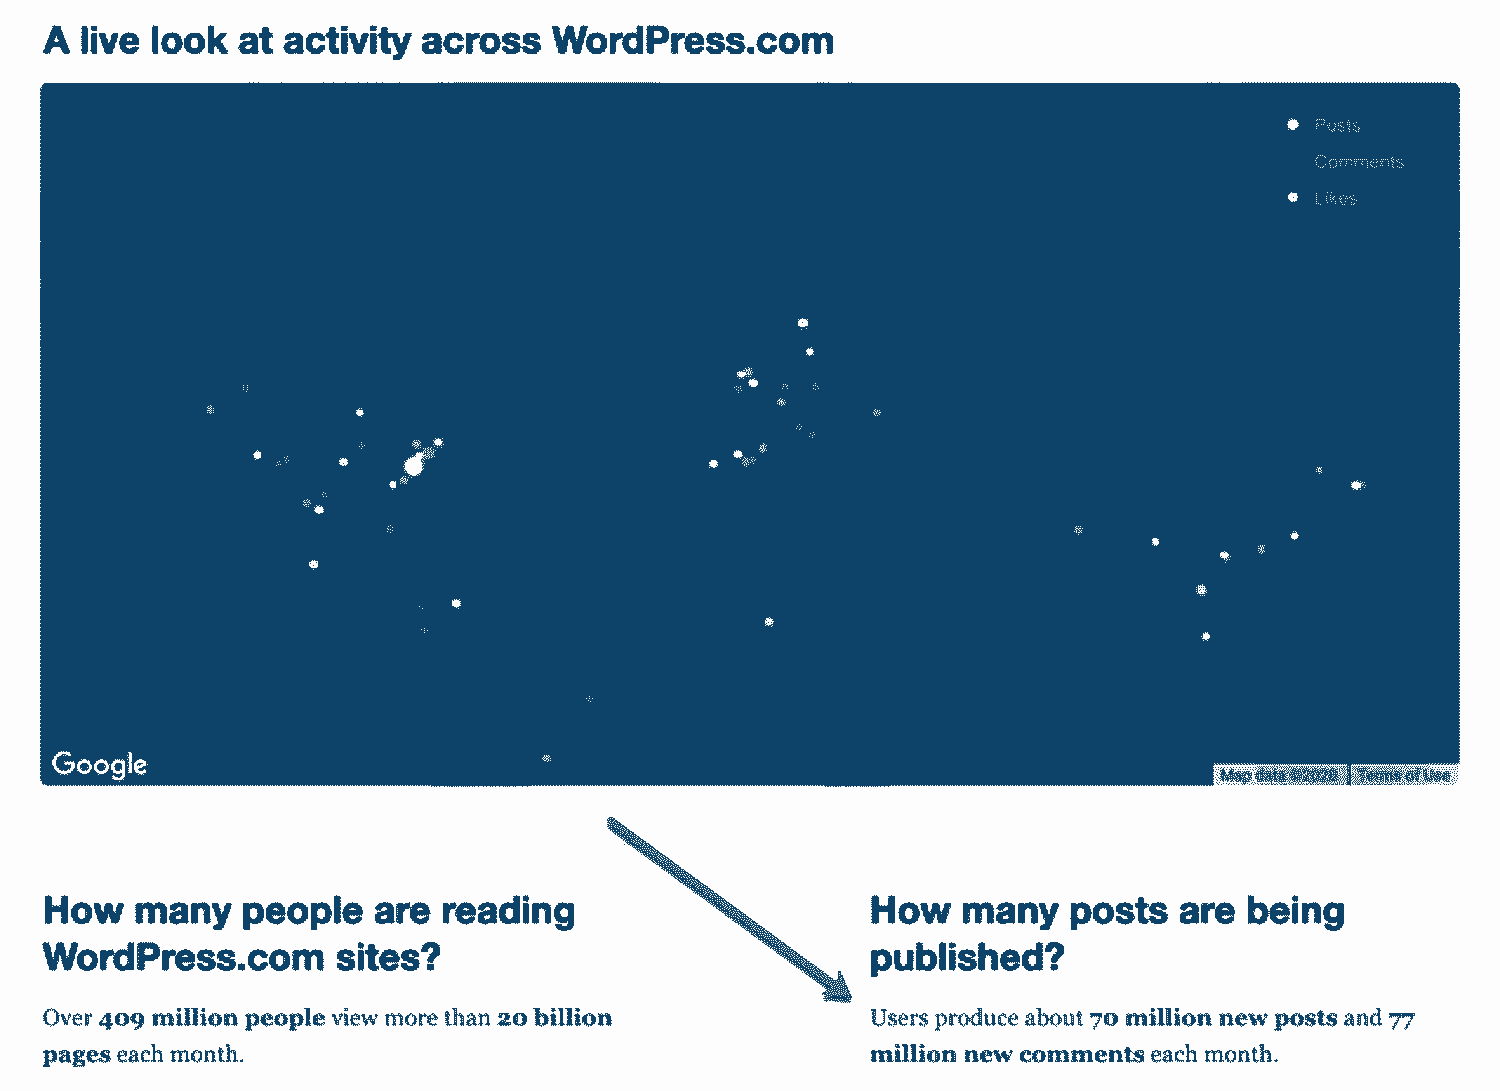 A live look at activity across WordPress.com
Posts
Comments
Likes
Google
Map data ©2020 Terms of Use
How many people are reading
WordPress.com sites?
Over 409 million people view more than 20 billion
pages each month.
How many posts are being
published?
Users produce about 70 million new posts and 77
million new comments each month.